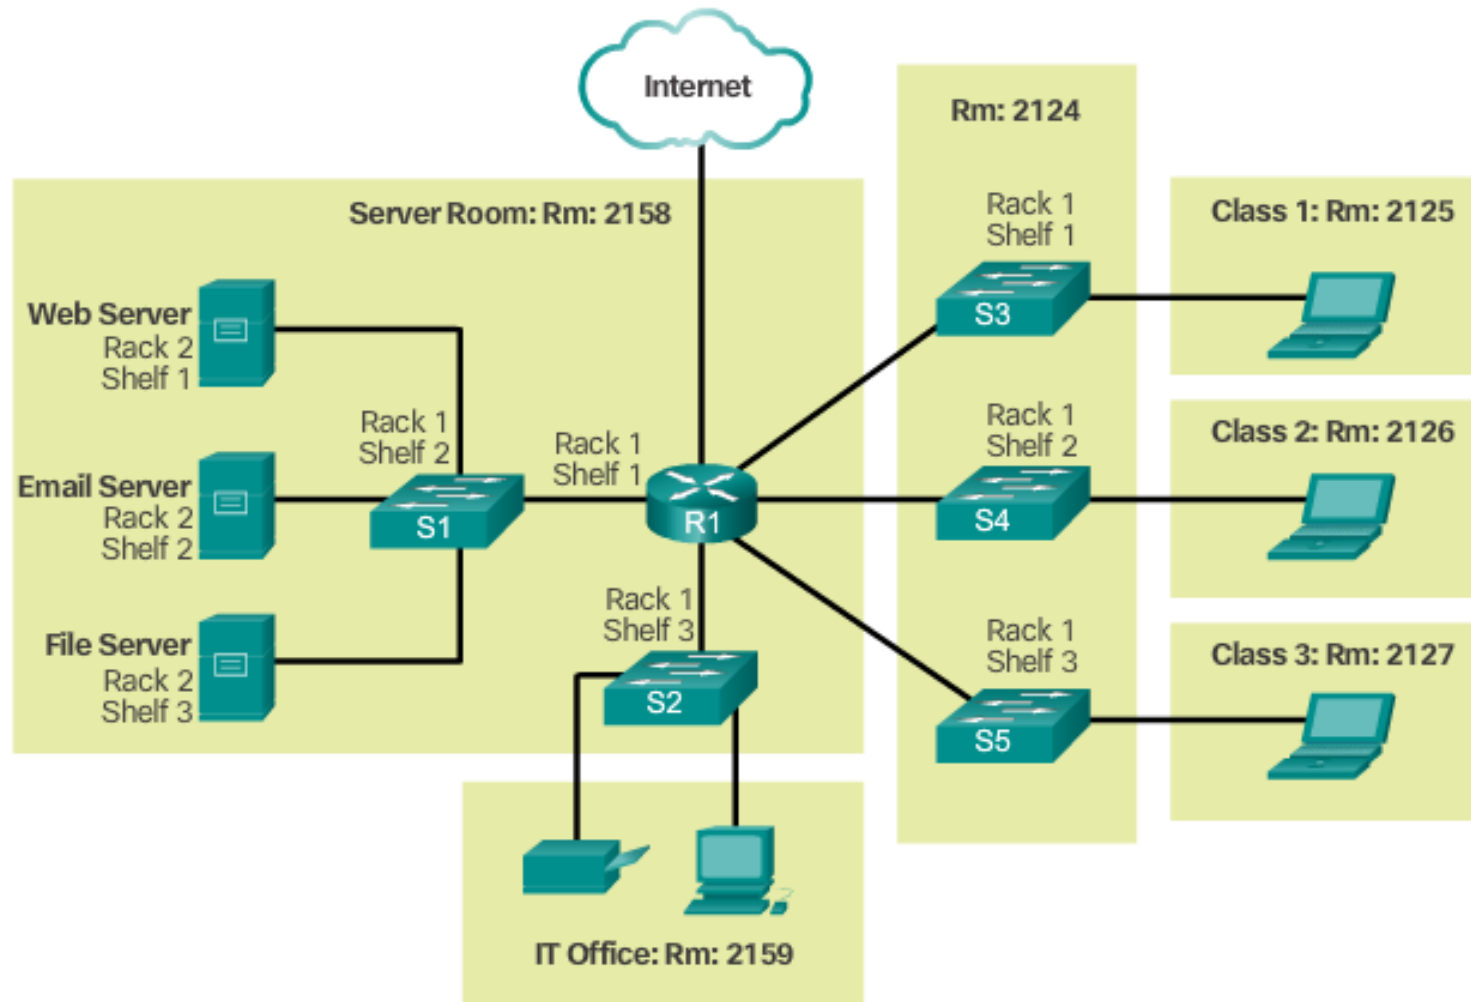 Internet
Rm: 2124
Server Room: Rm: 2158
Rack 1
Shelf 1
S3
Class 1: Rm: 2125
Web Server
Rack 2
Shelf 1
Rack 1
Shelf 2
Rack 1
Shelf 1
Rack 1
Shelf 2
S4
Class 2: Rm: 2126
Email Server
Rack 2
Shelf 2
S1
R1
Rack 1
Shelf 3
S2
File Server
Rack 2
Shelf 3
Rack 1
Shelf 3
S5
Class 3: Rm: 2127
IT Office: Rm: 2159